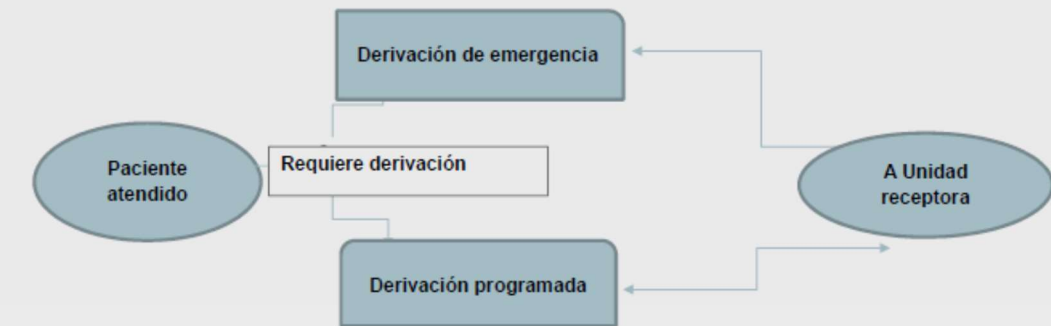 Derivación de emergencia
Paciente
atendido
Requiere derivación
A Unidad
receptora
Derivación programada